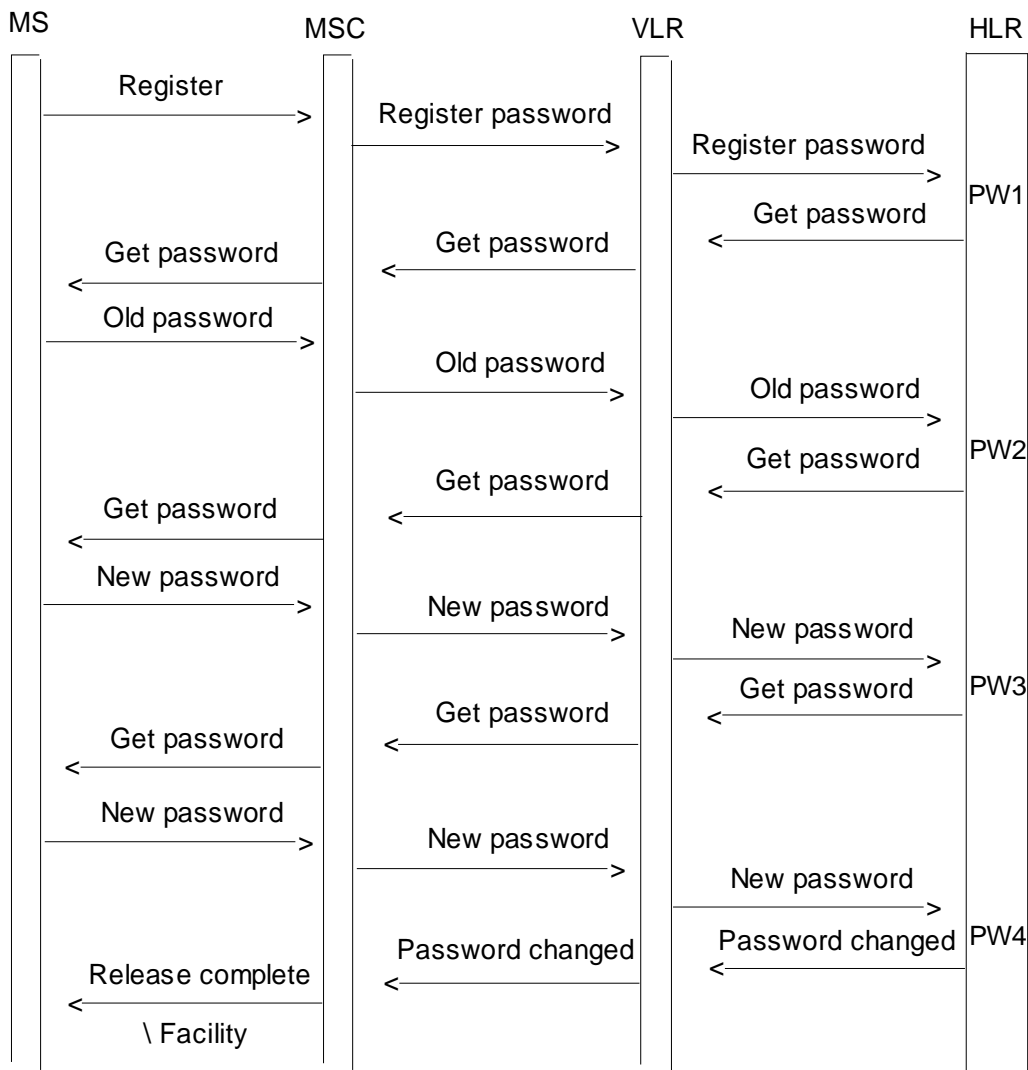 MS
MSC
VLR
HLR
Register
Register password
Register password
PW1
Get password
Get password
Get password
Old password
Old password
Old password
PW2
Get password
Get password
Get password
New password
New password
New password
PW3
Get password
Get password
Get password
New password
New password
New password
PW4
Password changed
Password changed
Release complete
\ Facility